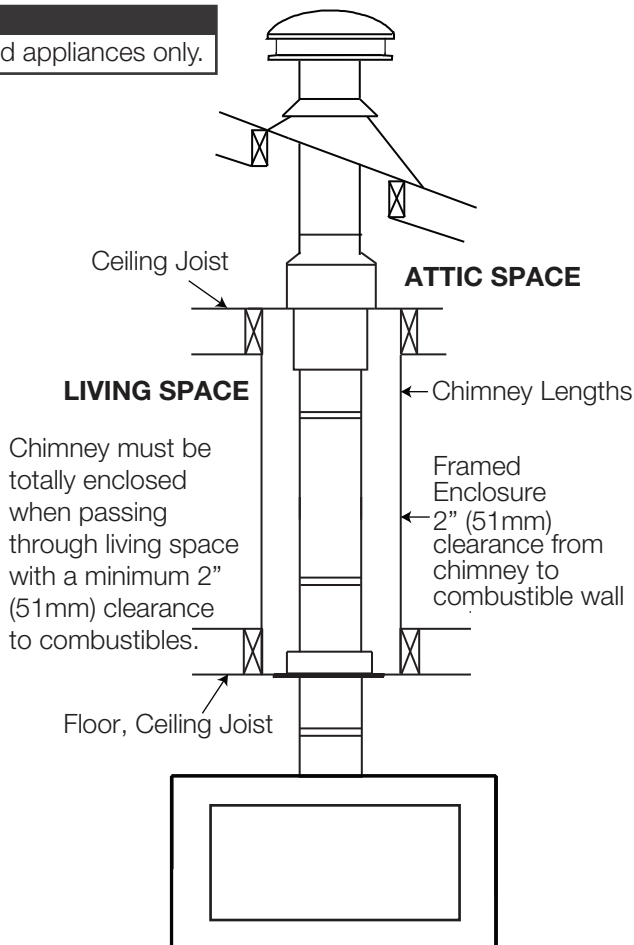 appliances only.
Ceiling Joist
ATTIC SPACE
LIVING SPACE
Chimney Lengths
Chimney must be
totally enclosed
when passing
through living space
with a minimum 2”
(51mm) clearance
to combustibles.
Framed
Enclosure
2” (51mm)
clearance from
chimney to
combustible wall
Floor, Ceiling Joist